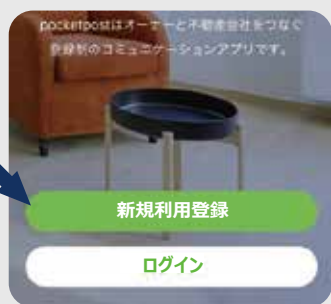 pocketpostはオーナーと不動産会社をつなぐ
登録制のコミュニケーションアプリです。
新規利用登録
ログイン